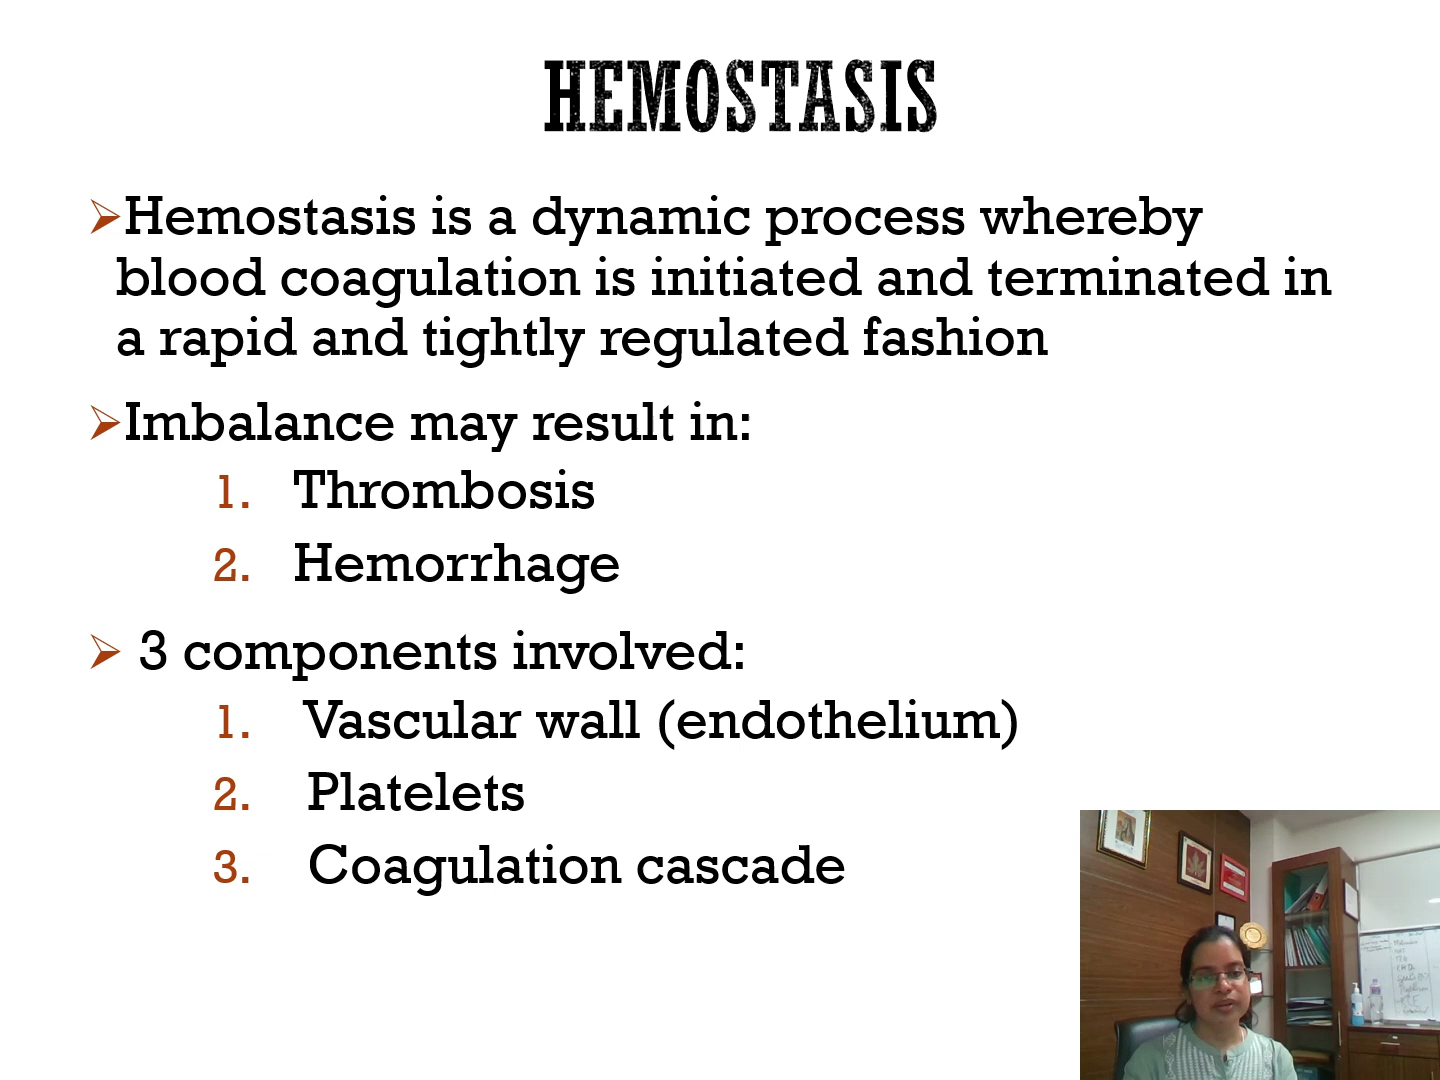 HEMOSTASIS
➢Hemostasis is a dynamic process whereby
blood coagulation is initiated and terminated in
a rapid and tightly regulated fashion
➢Imbalance may result in:
1. Thrombosis
2. Hemorrhage
➢ 3 components involved:
1. Vascular wall (endothelium)
2. Platelets
3. Coagulation cascade